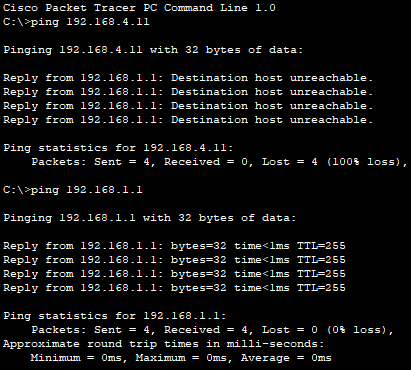 Cisco Packet Tracer PC Command Line 1.0
C:\>ping 192.168.4.11
Pinging 192.168.4.11 with 32 bytes of data:
Reply from 192.168.1.1: Destination host unreachable.
Reply from 192.168.1.1: Destination host unreachable.
Reply from 192.168.1.1: Destination host unreachable.
Reply from 192.168.1.1: Destination host unreachable.
Ping statistics for 192.168.4.11:
    Packets: Sent = 4, Received = 0, Lost = 4 (100% loss),
C:\>ping 192.168.1.1
Pinging 192.168.1.1 with 32 bytes of data:
Reply from 192.168.1.1: bytes=32 time<1ms TTL=255
Reply from 192.168.1.1: bytes=32 time<1ms TTL=255
Reply from 192.168.1.1: bytes=32 time<1ms TTL=255
Reply from 192.168.1.1: bytes=32 time<1ms TTL=255
Ping statistics for 192.168.1.1:
    Packets: Sent = 4, Received = 4, Lost = 0 (0% loss),
Approximate round trip times in milli-seconds:
    Minimum = 0ms, Maximum = 0ms, Average = 0ms